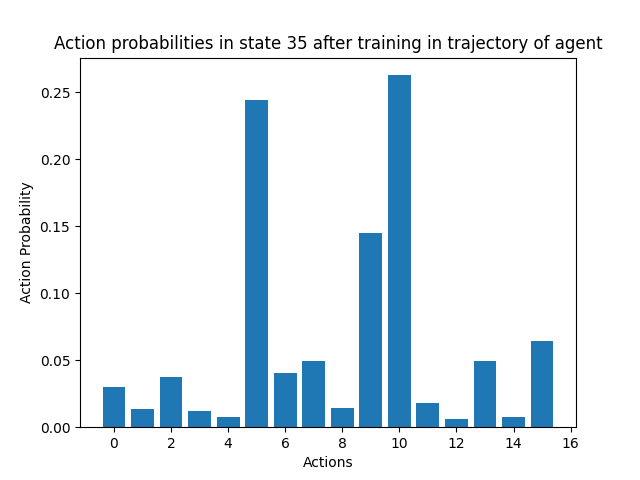 Action probabilities in state 35 after training in trajectory of agent
0.25
0.20
0.15
0.10
0.05
0.00
Action Probability
0 2 4 6 8 10 12 14 16
Actions